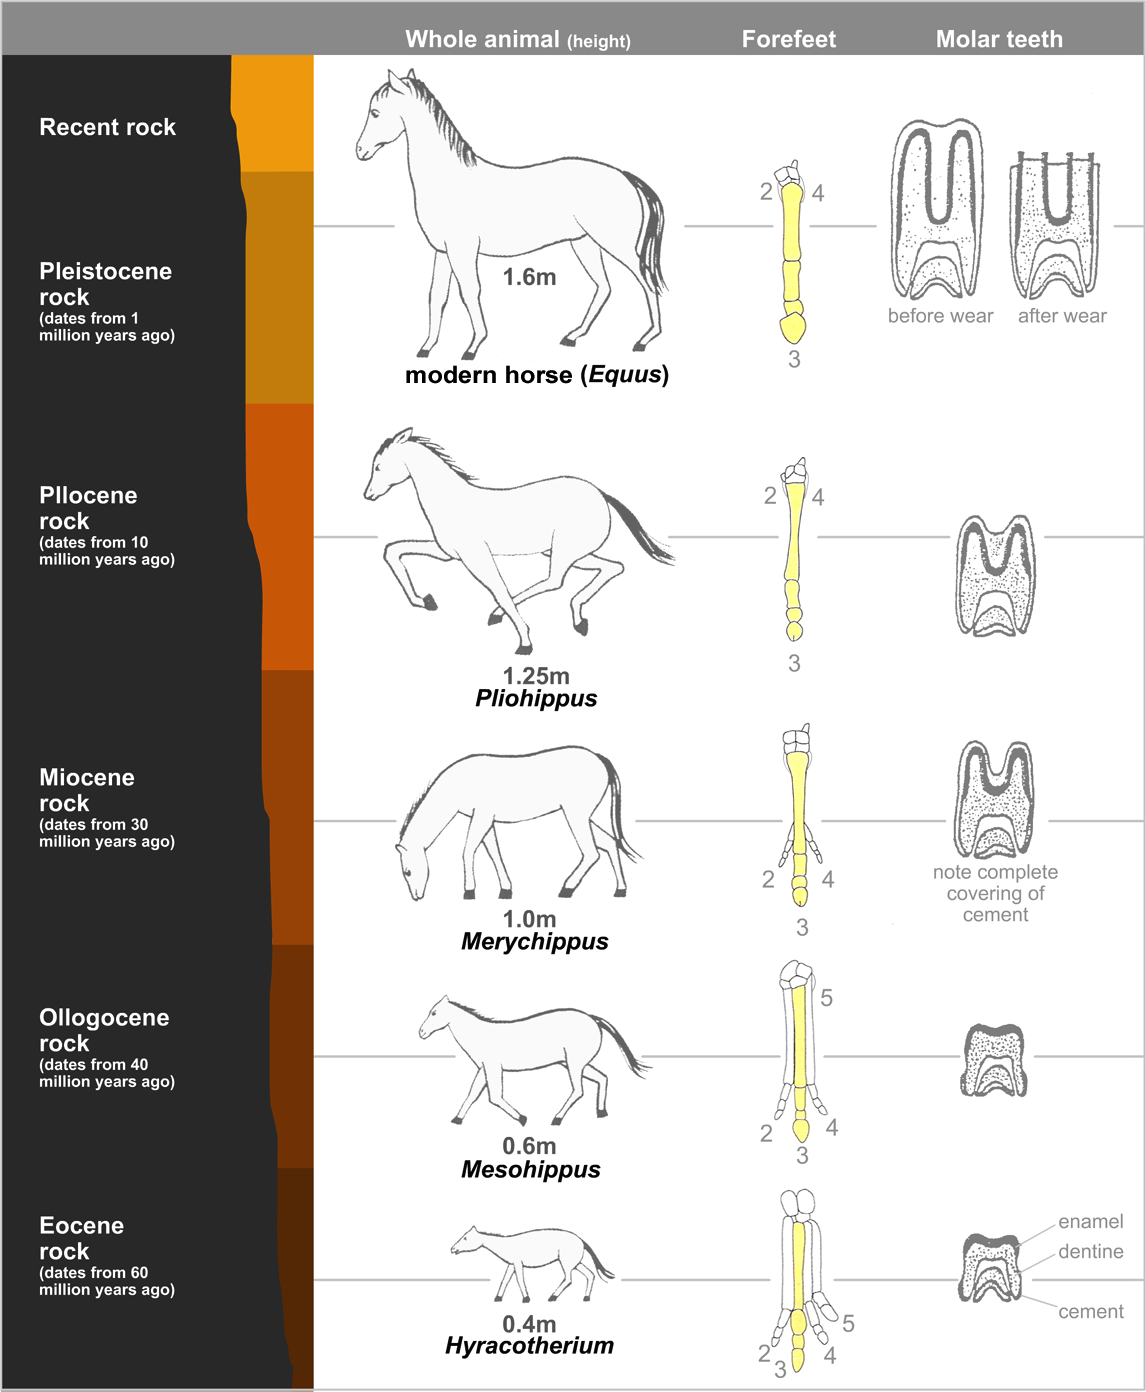 Whole animal (height)
Forefeet
Molar teeth
Recent rock
2
4
3
before wear
after wear
1.6m
modern horse (Equus)
Pleistocene
rock
(dates from 1
million years ago)
Pllocene
rock
(dates from 10
million years ago)
2
4
3
1.25m
Pliohippus
Miocene
rock
(dates from 30
million years ago)
2
4
3
note complete
covering of
cement
1.0m
Merychippus
Ollogocene
rock
(dates from 40
million years ago)
5
2
4
3
0.6m
Mesohippus
Eocene
rock
(dates from 60
million years ago)
enamel
dentine
cement
5
2
4
3
0.4m
Hyracotherium